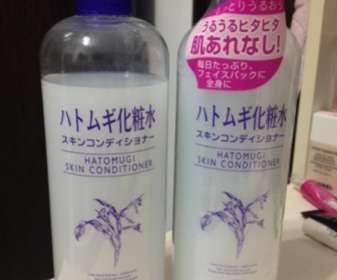 ハトムギ化粧水
スキンコンディショナー
HATOMUGI
SKIN CONDITIONER
うるうるヒタヒタ
肌あれなし!
毎日たっぷり、
フェイスパックに
全身に
ハトムギ化粧水
スキンコンディショナー
HATOMUGI
SKIN CONDITIONER